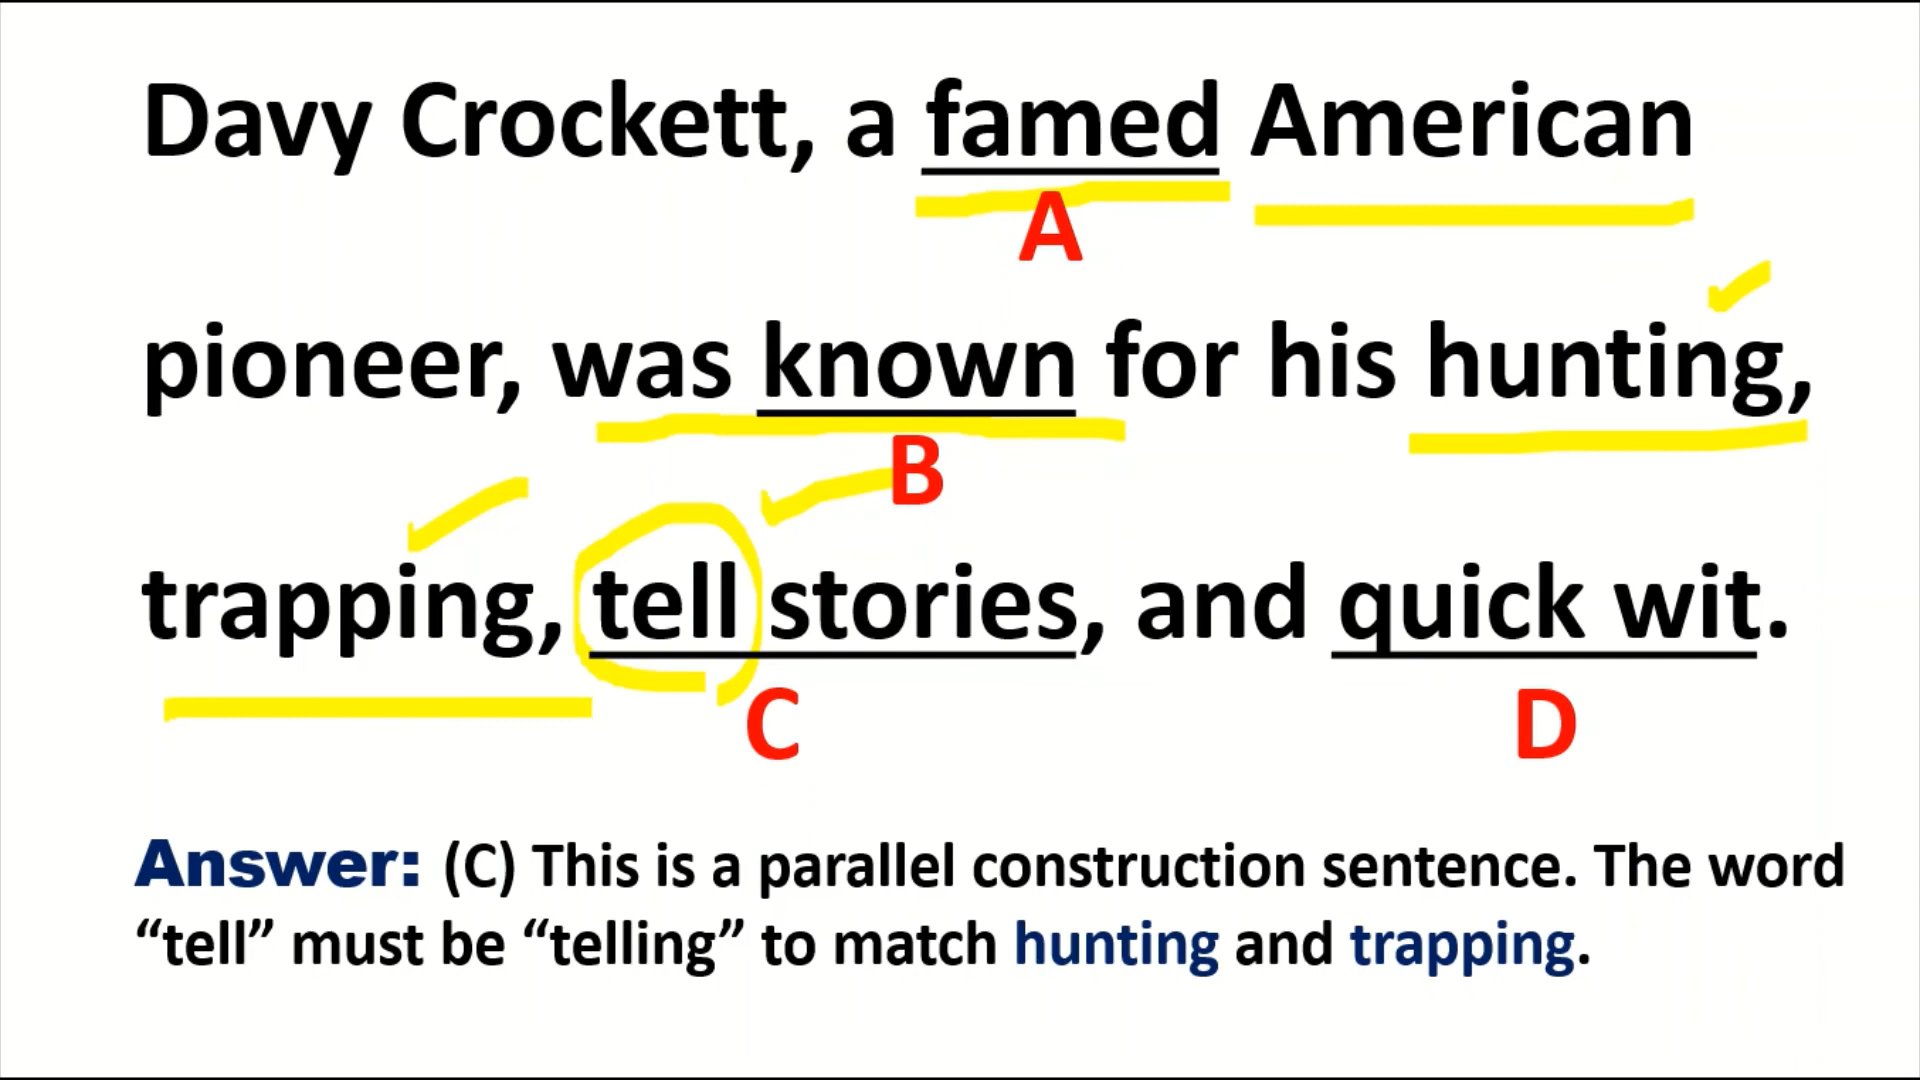 Davy Crockett, a famed American
A
pioneer, was known for his hunting,
B
trapping, tell stories, and quick wit.
C D
Answer: (C) This is a parallel construction sentence. The word
“tell” must be “telling” to match hunting and trapping.